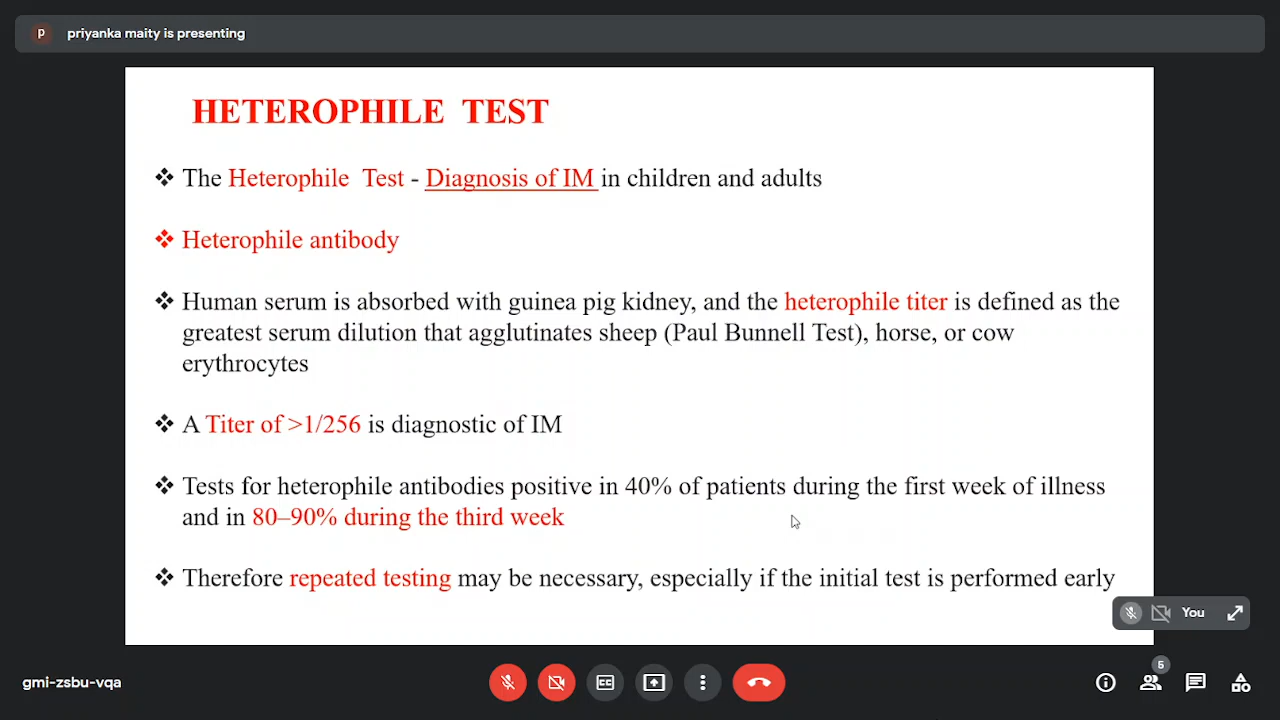 P priyanka maity is presenting
HETEROPHILE TEST
❖ The Heterophile Test - Diagnosis of IM in children and adults
❖ Heterophile antibody
❖ Human serum is absorbed with guinea pig kidney, and the heterophile titer is defined as the
greatest serum dilution that agglutinates sheep (Paul Bunnell Test), horse, or cow
erythrocytes
❖ A Titer of >1/256 is diagnostic of IM
❖ Tests for heterophile antibodies positive in 40% of patients during the first week of illness
and in 80–90% during the third week
❖ Therefore repeated testing may be necessary, especially if the initial test is performed early
You
gmi-zsbu-vqa
CC
5